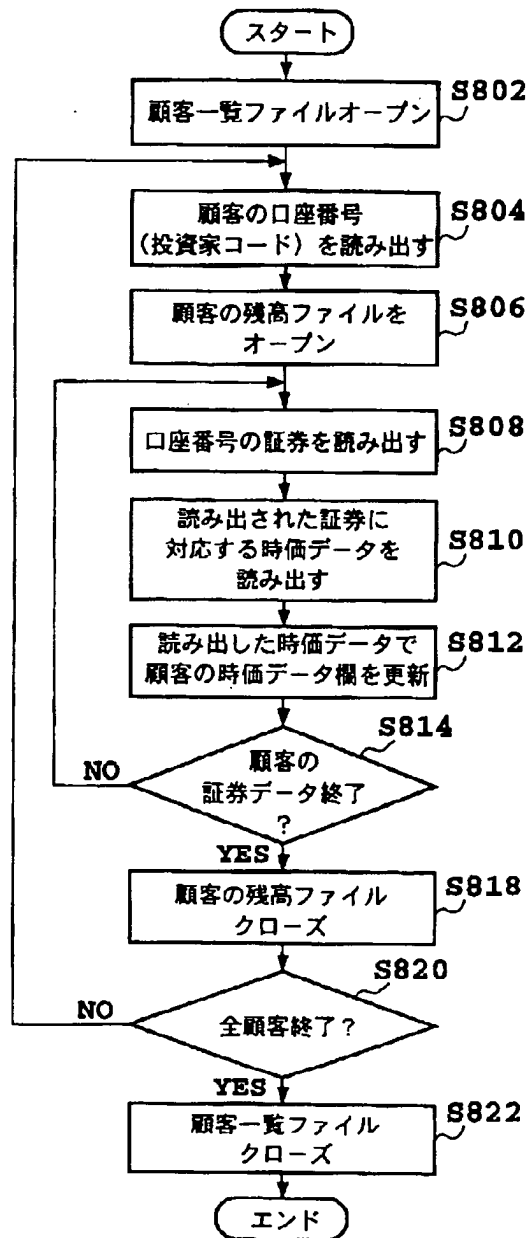 スタート
S802
顧客一覧ファイルオープン
S804
顧客の口座番号
(投資家コード)を読み出す
S806
顧客の残高ファイルを
オープン
S808
口座番号の証券を読み出す
S810
読み出された証券に
対応する時価データを
読み出す
S812
読み出した時価データで
顧客の時価データ欄を更新
S814
顧客の
証券データ終了
?
NO
YES
S818
顧客の残高ファイル
クローズ
S820
全顧客終了?
NO
YES
S822
顧客一覧ファイル
クローズ
エンド